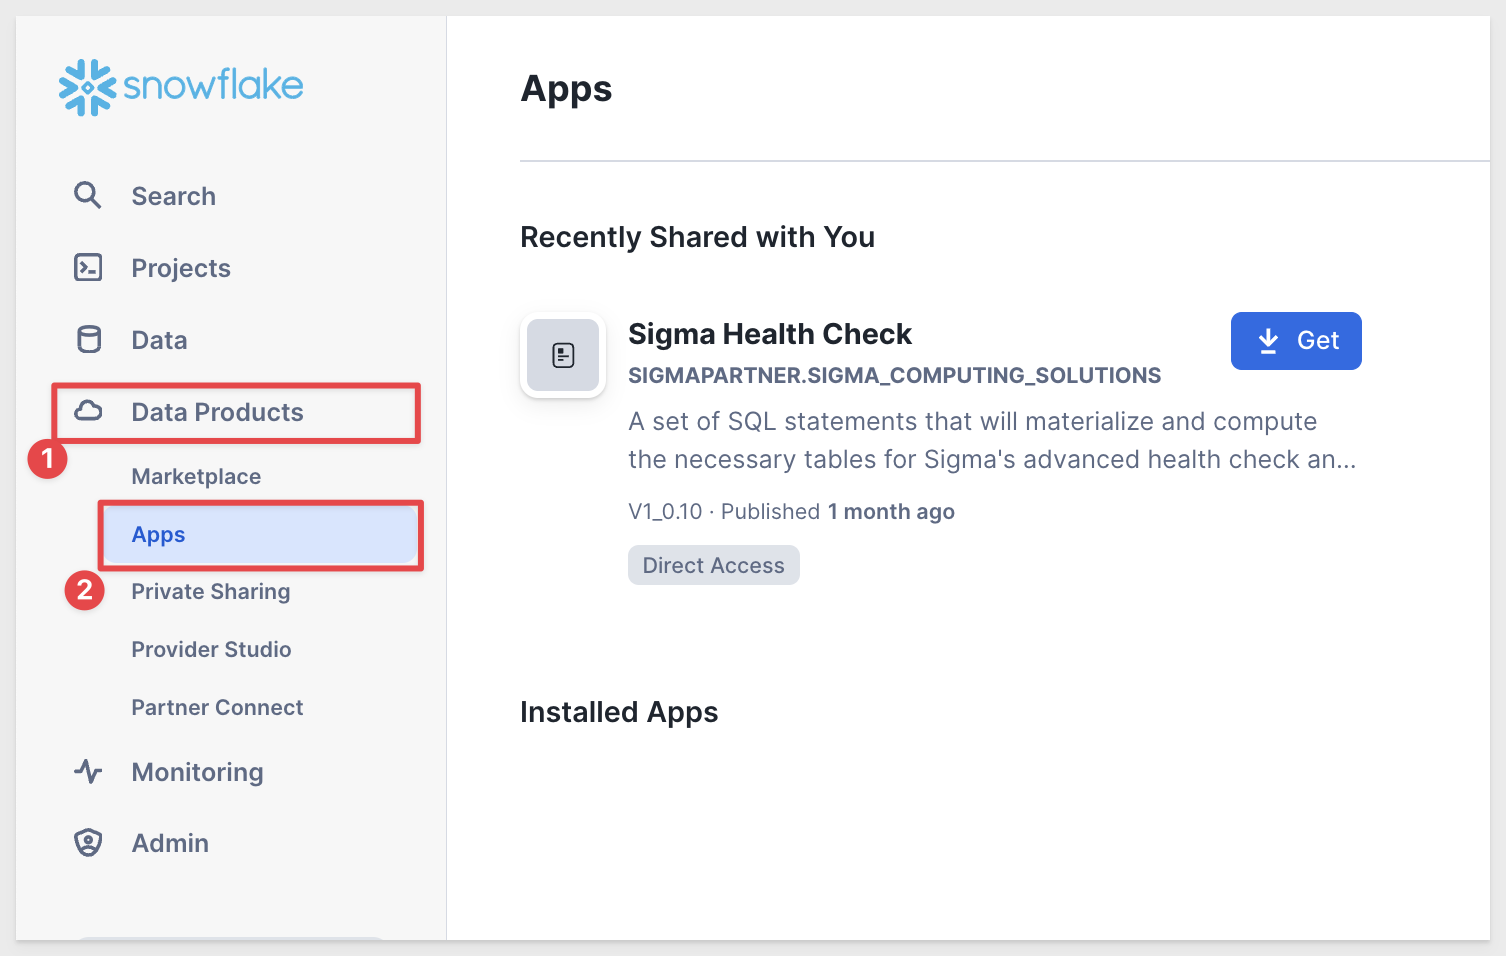 snowflake
Search
Projects
Data
Data Products
1
Marketplace
Apps
2
Private Sharing
Provider Studio
Partner Connect
Monitoring
Admin
Apps
Recently Shared with You
Sigma Health Check
Get
SIGMAPARTNER.SIGMA_COMPUTING_SOLUTIONS
A set of SQL statements that will materialize and compute
the necessary tables for Sigma's advanced health check an...
V1_0.10 · Published 1 month ago
Direct Access
Installed Apps